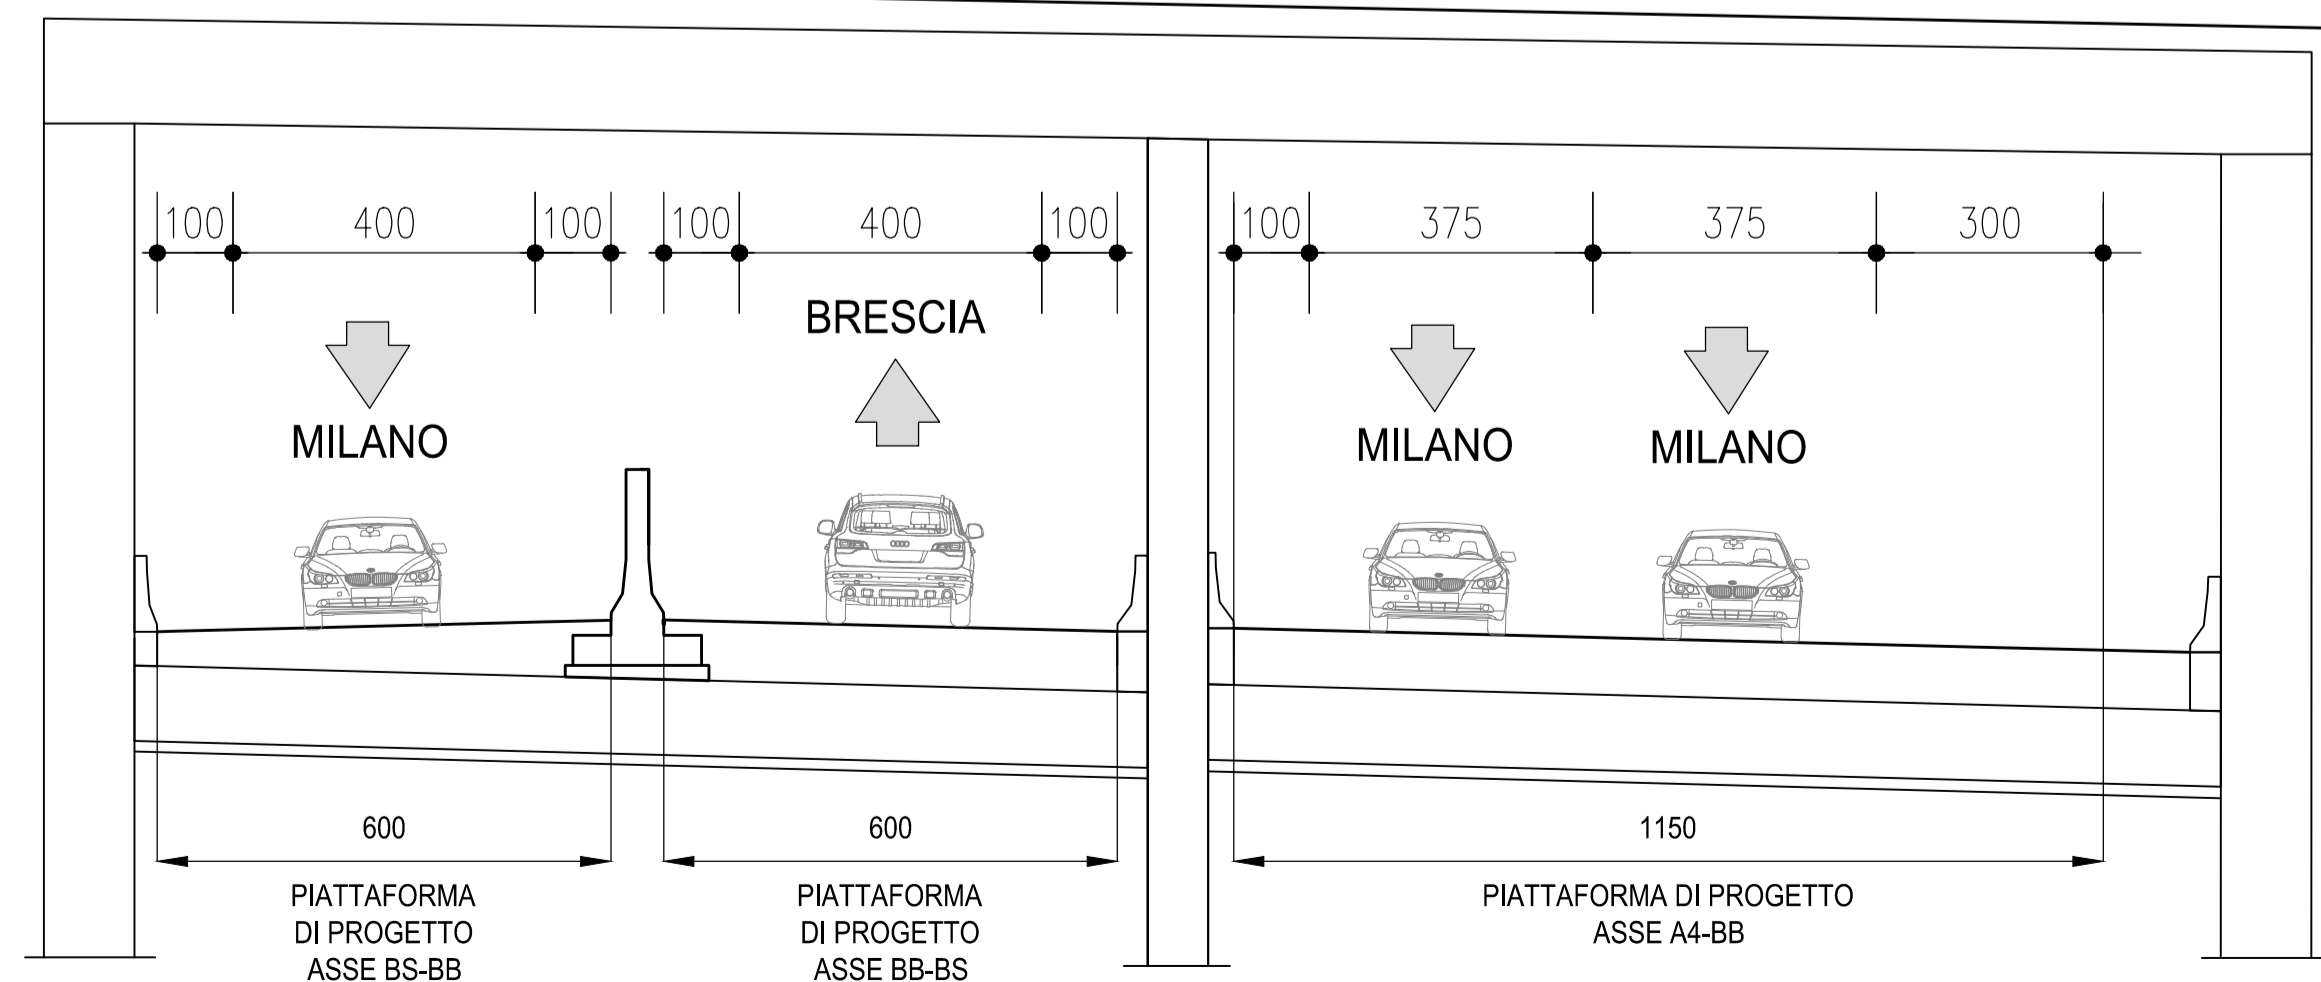 100 400 100 100 400 100 100 375 375 300
BRESCIA
MILANO
MILANO
MILANO
600
600
1150
PIATTAFORMA
DI PROGETTO
ASSE BS-BB
PIATTAFORMA
DI PROGETTO
ASSE BB-BS
PIATTAFORMA DI PROGETTO
ASSE A4-BB